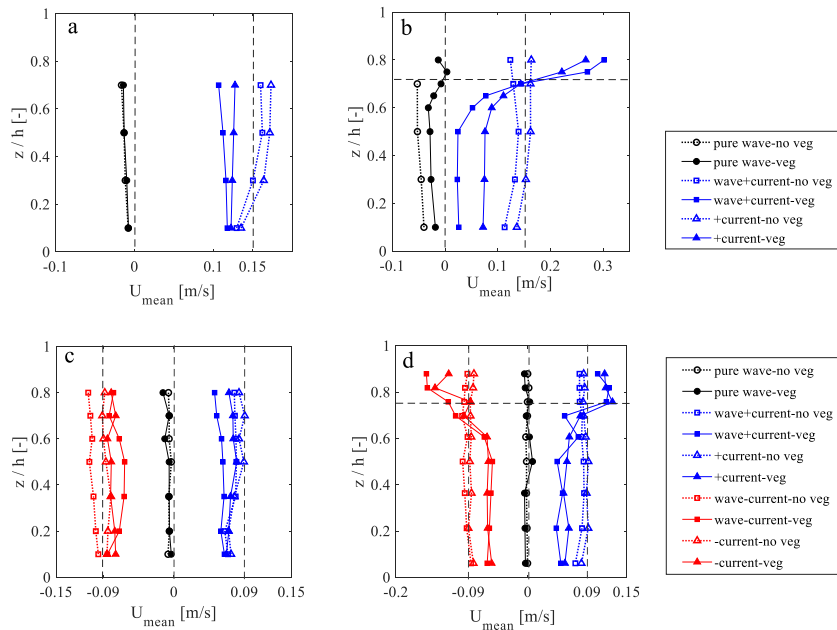 a
1
0.8
0.6
0.4
0.2
0
z / h [-]
-0.1
0
0.1
0.15
0.2
U_mean [m/s]
b
1
0.8
0.6
0.4
0.2
0
z / h [-]
-0.1
0
0.1
0.15
0.2
0.3
U_mean [m/s]
pure wave-no veg
pure wave-veg
wave+current-no veg
wave+current-veg
+current-no veg
+current-veg
c
1
0.8
0.6
0.4
0.2
0
z / h [-]
-0.15
-0.09
0
0.09
0.15
U_mean [m/s]
d
1
0.8
0.6
0.4
0.2
0
z / h [-]
-0.2
-0.09
0
0.09
0.15
U_mean [m/s]
pure wave-no veg
pure wave-veg
wave+current-no veg
wave+current-veg
+current-no veg
+current-veg
wave-current-no veg
wave-current-veg
-current-no veg
-current-veg